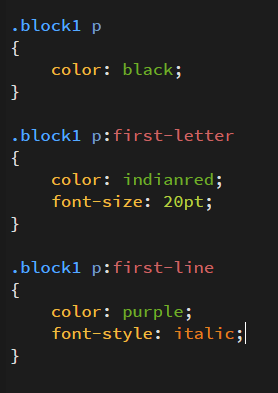 .block1 p
{
    color: black;
}
.block1 p:first-letter
{
    color: indianred;
    font-size: 20pt;
}
.block1 p:first-line
{
    color: purple;
    font-style: italic;
}